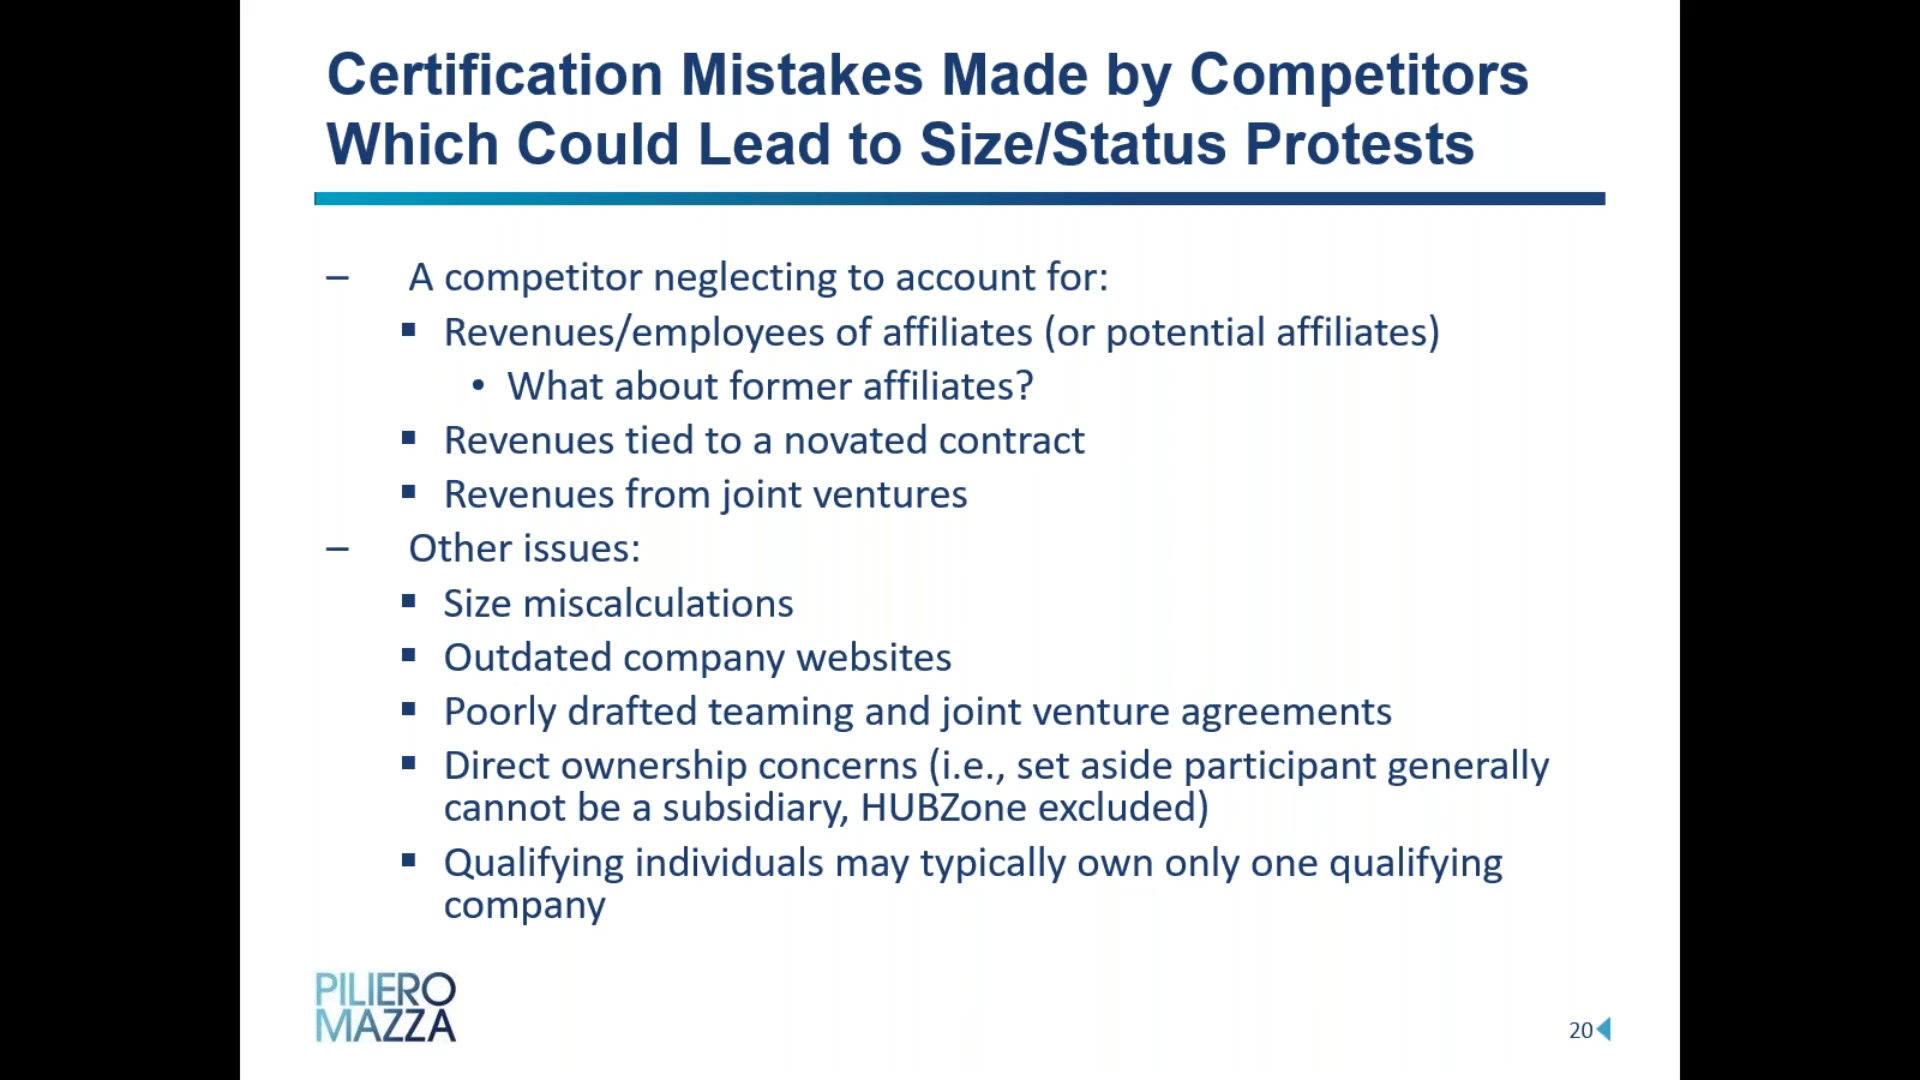 Certification Mistakes Made by Competitors
Which Could Lead to Size/Status Protests
– A competitor neglecting to account for:
▪ Revenues/employees of affiliates (or potential affiliates)
• What about former affiliates?
▪ Revenues tied to a novated contract
▪ Revenues from joint ventures
– Other issues:
▪ Size miscalculations
▪ Outdated company websites
▪ Poorly drafted teaming and joint venture agreements
▪ Direct ownership concerns (i.e., set aside participant generally
cannot be a subsidiary, HUBZone excluded)
▪ Qualifying individuals may typically own only one qualifying
company
PILIERO
MAZZA
20